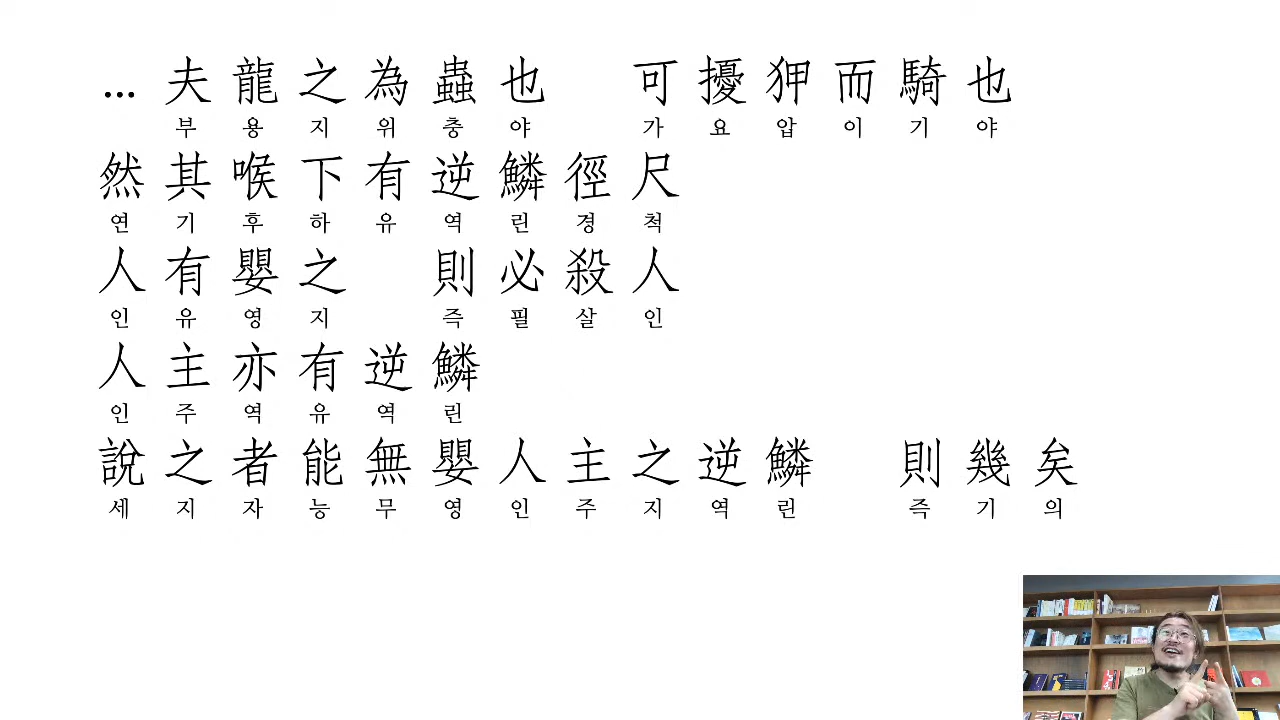 ... 夫龍之為蟲也 可擾狎而騎也
부 용 지 위 충 야 가 요 압 이 기 야
然其喉下有逆鱗徑尺
연 기 후 하 유 역 린 경 척
人有嬰之 則必殺人
인 유 영 지 즉 필 살 인
人主亦有逆鱗
인 주 역 유 역 린
說之者能無嬰人主之逆鱗 則幾矣
세 지 자 능 무 영 인 주 지 역 린 즉 기 의